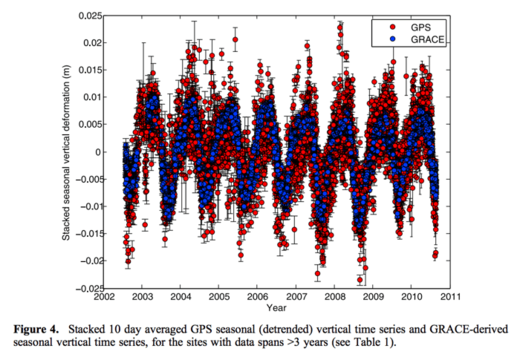 0.025
0.02
0.015
0.01
0.005
0
−0.005
−0.01
−0.015
−0.02
−0.025
Stacked seasonal vertical deformation (m)
GPS
GRACE
2002 2003 2004 2005 2006 2007 2008 2009 2010 2011
Year
Figure 4. Stacked 10 day averaged GPS seasonal (detrended) vertical time series and GRACE-derived
seasonal vertical time series, for the sites with data spans >3 years (see Table 1).